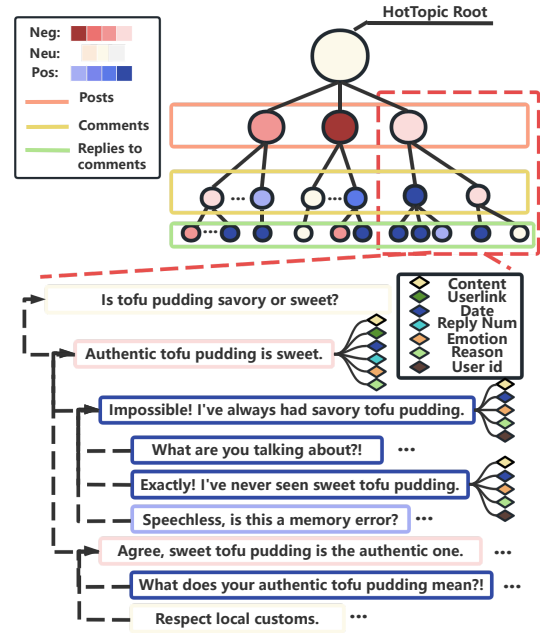 HotTopic Root
Neg:
Neu:
Pos:
Posts
Comments
Replies to
comments
...
...
...
Is tofu pudding savory or sweet?
Content
Userlink
Date
Reply Num
Emotion
Reason
User id
Authentic tofu pudding is sweet.
Impossible! I've always had savory tofu pudding.
What are you talking about?! ...
Exactly! I've never seen sweet tofu pudding.
Speechless, is this a memory error? ...
Agree, sweet tofu pudding is the authentic one. ...
What does your authentic tofu pudding mean?! ...
Respect local customs. ...